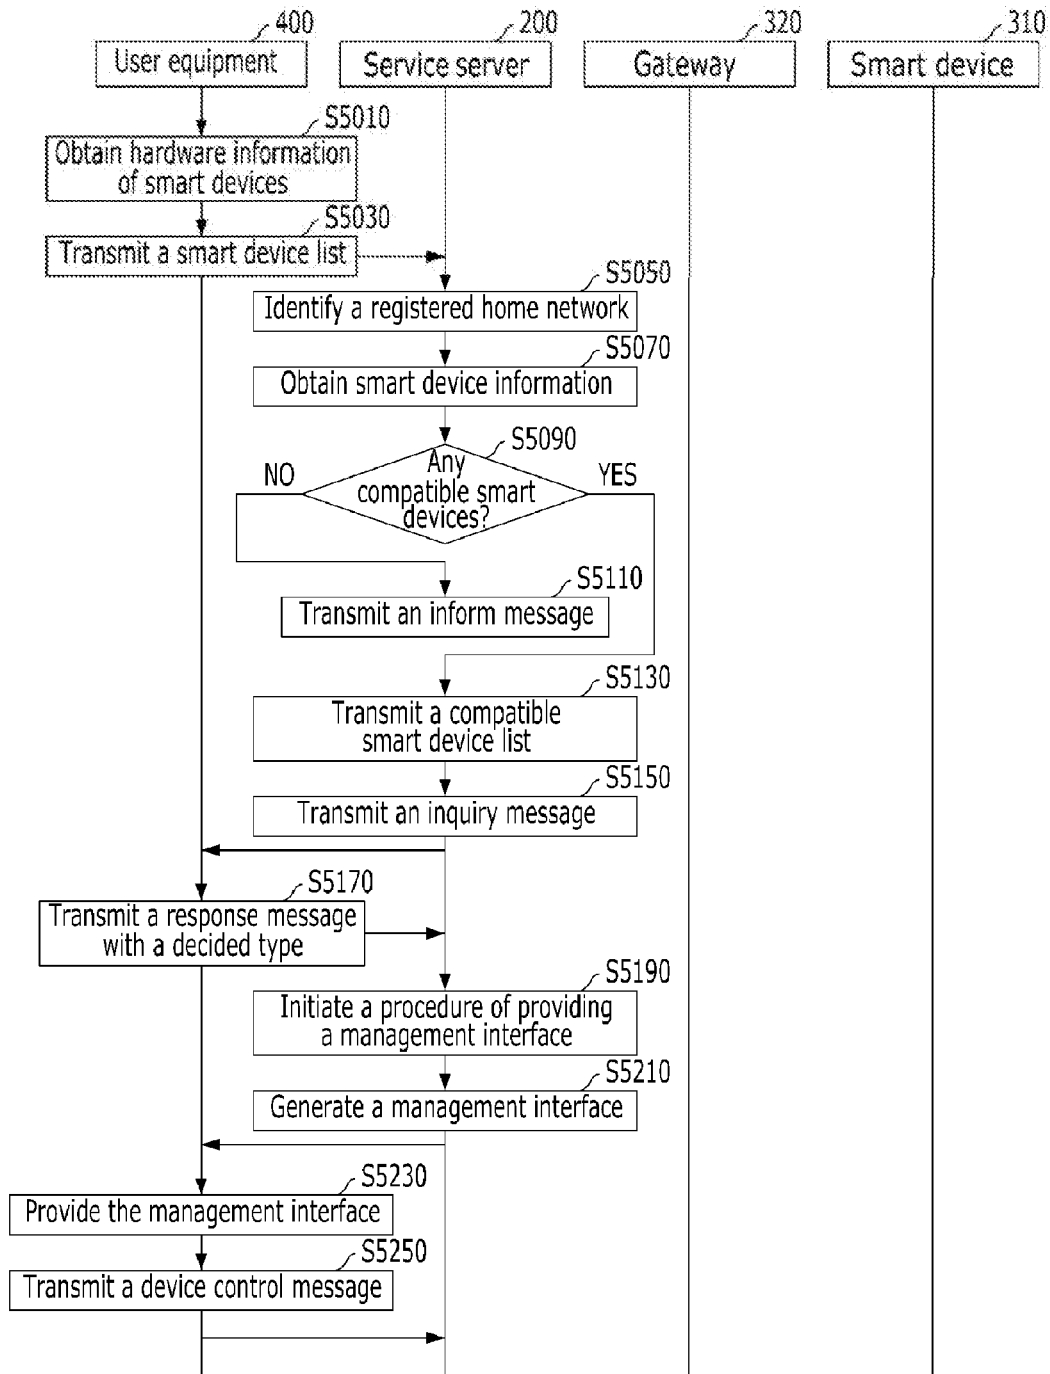 400
200
320
310
User equipment
Service server
Gateway
Smart device
S5010
Obtain hardware information
of smart devices
S5030
Transmit a smart device list
S5050
Identify a registered home network
S5070
Obtain smart device information
S5090
NO
Any
compatible smart
devices?
YES
S5110
Transmit an inform message
S5130
Transmit a compatible
smart device list
S5150
Transmit an inquiry message
S5170
Transmit a response message
with a decided type
S5190
Initiate a procedure of providing
a management interface
S5210
Generate a management interface
S5230
Provide the management interface
S5250
Transmit a device control message